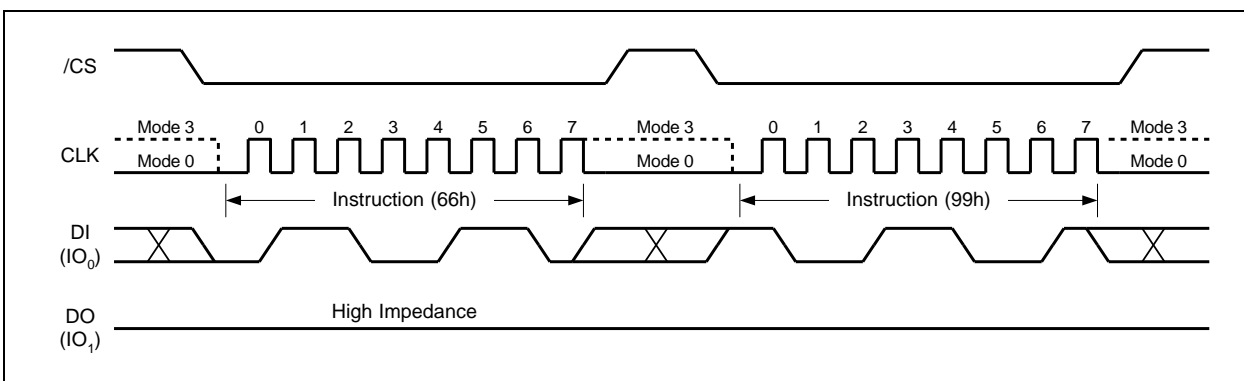 /CS
Mode 3 0 1 2 3 4 5 6 7 Mode 3 0 1 2 3 4 5 6 7 Mode 3
CLK
Mode 0 Mode 0 Mode 0
Instruction (66h) Instruction (99h)
DI
(IO0)
High Impedance
DO
(IO1)